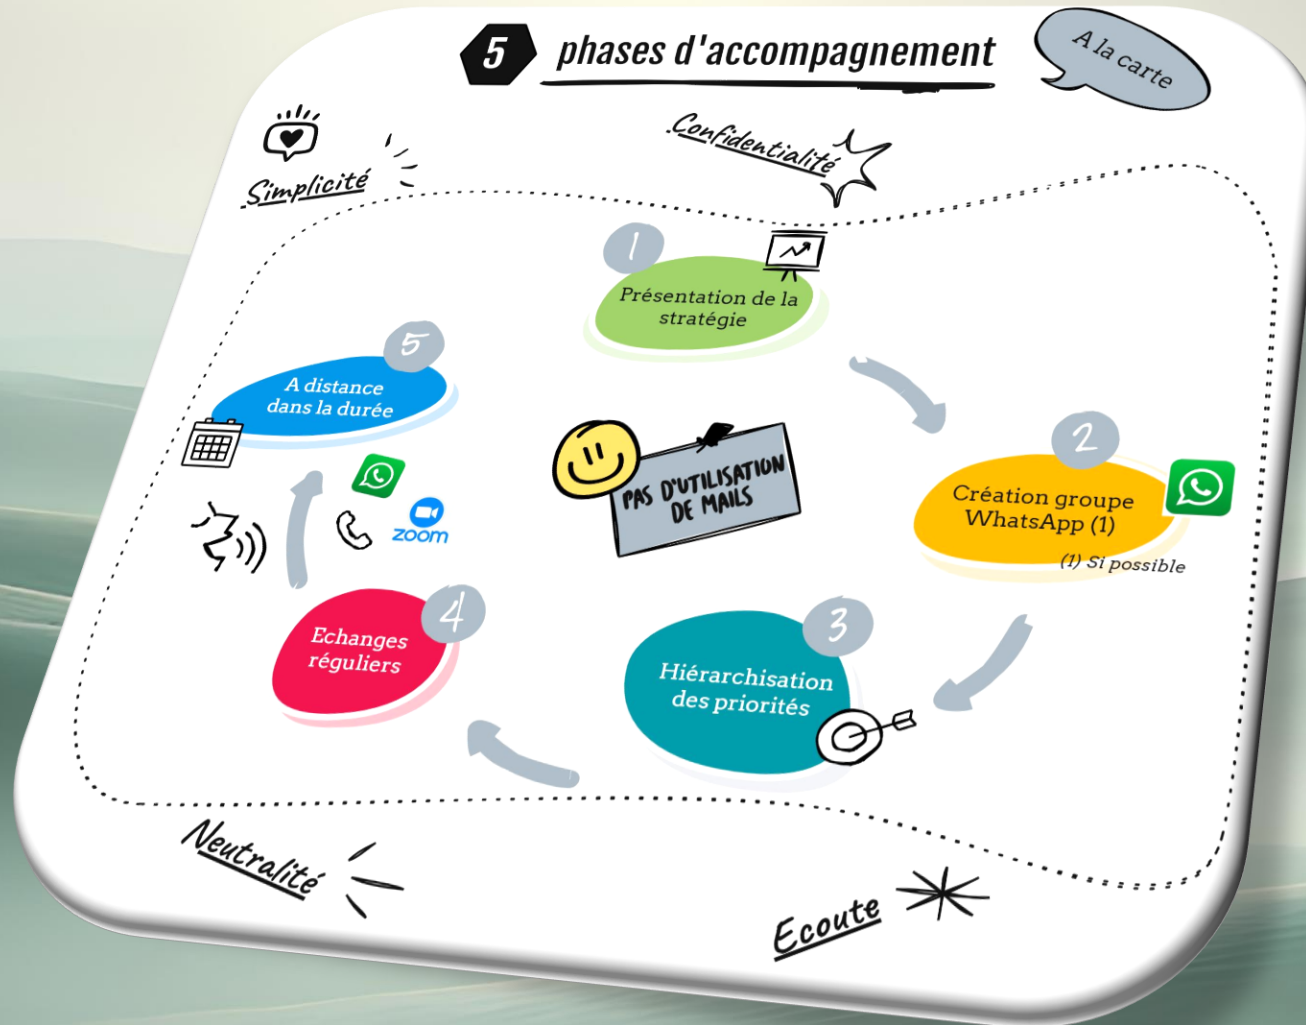 5 phases d'accompagnement
A la carte
Simplicité
Confidentialité
1
Présentation de la
stratégie
2
Création groupe
WhatsApp (1)
(1) Si possible
3
Hiérarchisation
des priorités
4
Echanges
réguliers
5
A distance
dans la durée
zoom
PAS D'UTILISATION
DE MAILS
Neutralité
Ecoute